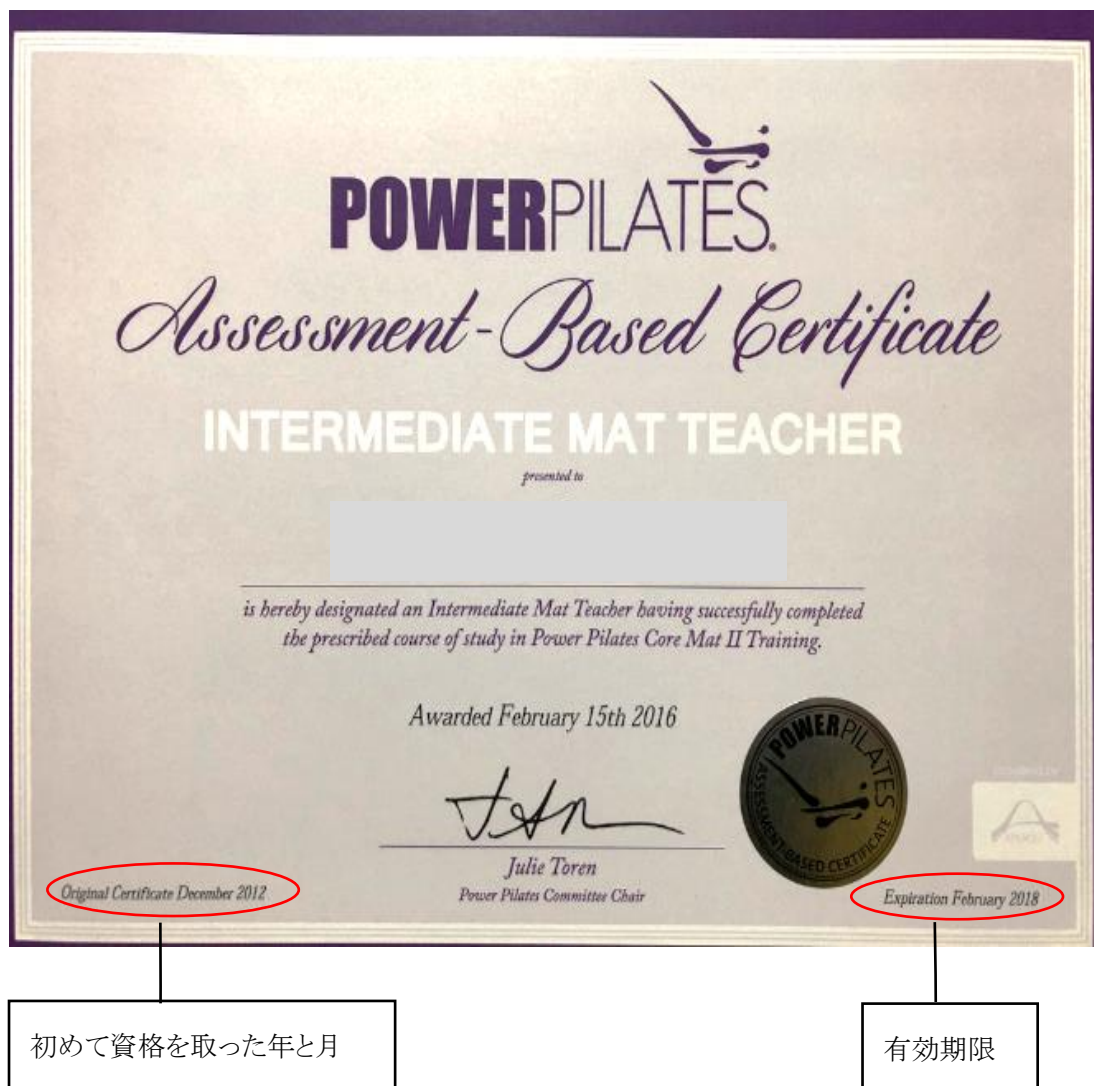 POWERPILATES®
Assessment-Based Certificate
INTERMEDIATE MAT TEACHER
presented to
is hereby designated an Intermediate Mat Teacher having successfully completed
the prescribed course of study in Power Pilates Core Mat II Training.
Awarded February 15th 2016
POWERPILATES
ASSESSMENT-BASED CERTIFICATE
Julie Toren
Power Pilates Committee Chair
Original Certificate December 2012
Expiration February 2018
初めて資格を取った年と月
有効期限